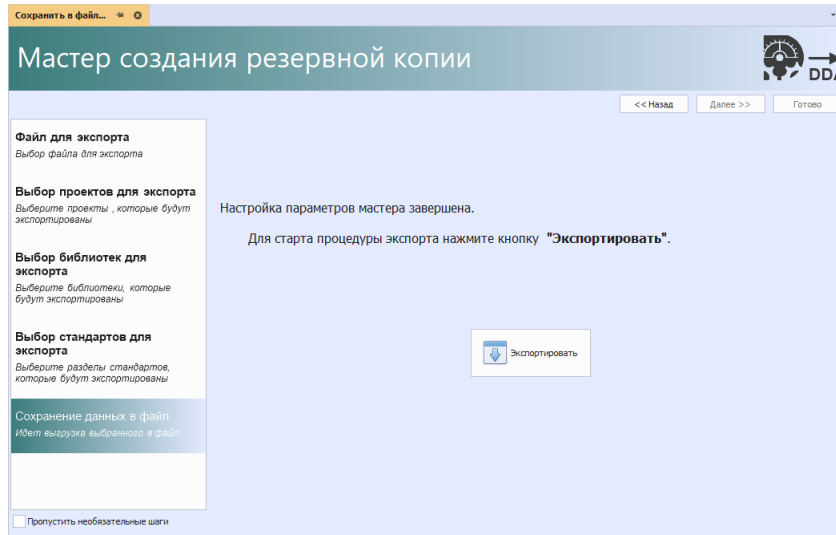 Сохранить в файл...
Мастер создания резервной копии
<< Назад
Далее >>
Готово
Файл для экспорта
Выбор файла для экспорта
Выбор проектов для экспорта
Выберите проекты , которые будут
экспортированы
Выбор библиотек для
экспорта
Выберите библиотеки, которые
будут экспортированы
Выбор стандартов для
экспорта
Выберите разделы стандартов,
которые будут экспортированы
Сохранение данных в файл
Идет выгрузка выбранного в файл
Настройка параметров мастера завершена.
Для старта процедуры экспорта нажмите кнопку "Экспортировать".
Экспортировать
Пропустить необязательные шаги